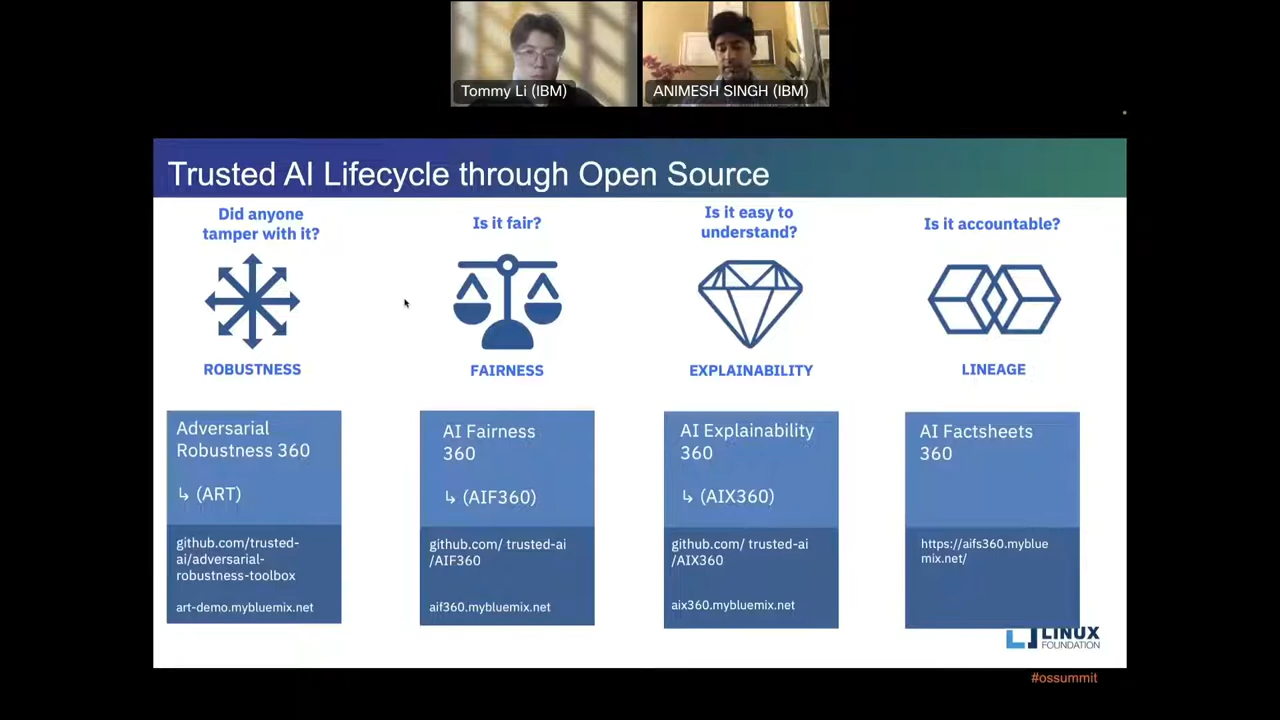 Tommy Li (IBM)
ANIMESH SINGH (IBM)
Trusted AI Lifecycle through Open Source
Did anyone
tamper with it?
ROBUSTNESS
Adversarial
Robustness 360
↳ (ART)
github.com/trusted-
ai/adversarial-
robustness-toolbox
art-demo.mybluemix.net
Is it fair?
FAIRNESS
AI Fairness
360
↳ (AIF360)
github.com/ trusted-ai
/AIF360
aif360.mybluemix.net
Is it easy to
understand?
EXPLAINABILITY
AI Explainability
360
↳ (AIX360)
github.com/ trusted-ai
/AIX360
aix360.mybluemix.net
Is it accountable?
LINEAGE
AI Factsheets
360
https://aifs360.myblue
mix.net/
LINUX
FOUNDATION
#ossummit